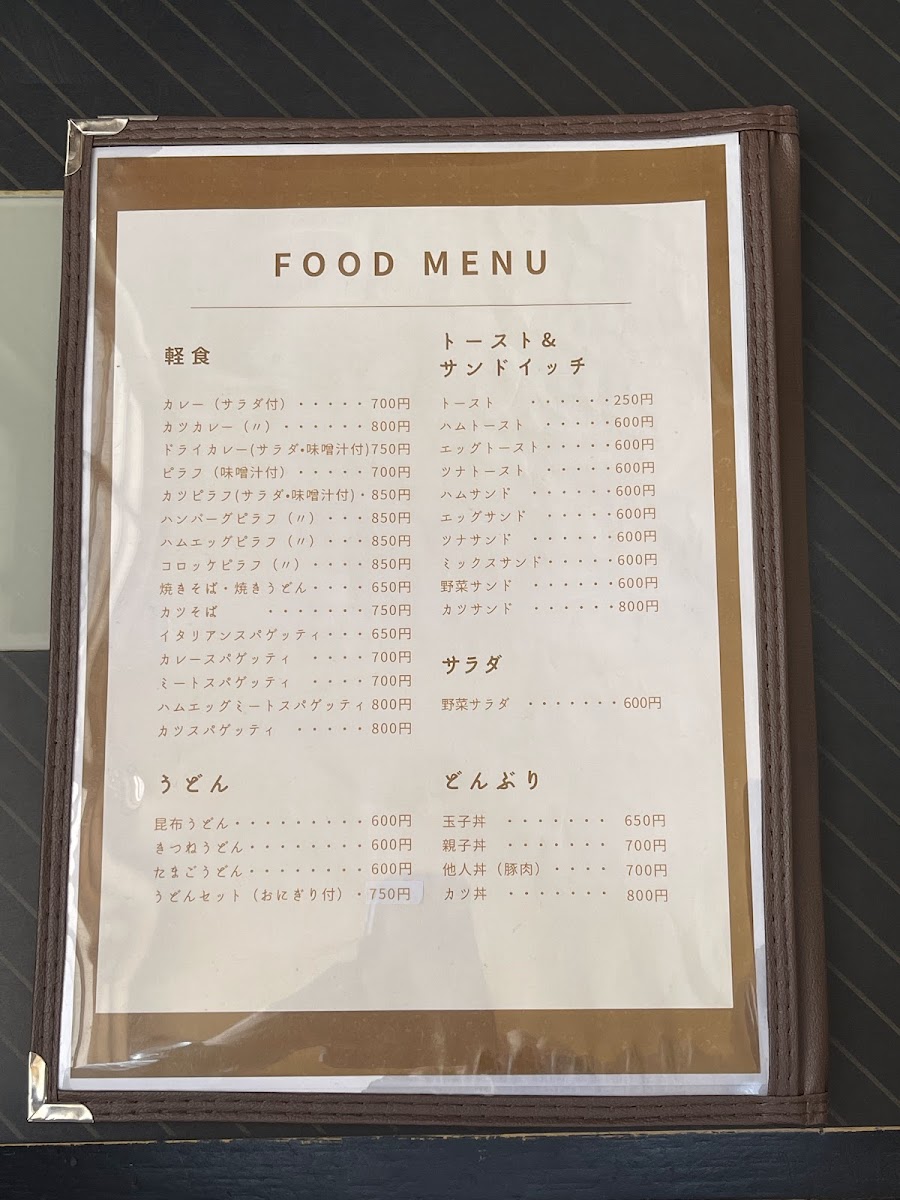 FOOD MENU
軽食
カレー（サラダ付）・・・・・700円
カツカレー（〃）・・・・・・800円
ドライカレー(サラダ•味噌汁付)750円
ピラフ（味噌汁付）・・・・・700円
カツピラフ(サラダ•味噌汁付)・850円
ハンバーグピラフ（〃）・・・850円
ハムエッグピラフ（〃）・・・850円
コロッケピラフ（〃）・・・・850円
焼きそば・焼きうどん・・・・650円
カツそば　・・・・・・・750円
イタリアンスパゲッティ・・・650円
カレースパゲッティ　・・・・700円
ミートスパゲッティ　・・・・700円
ハムエッグミートスパゲッティ 800円
カツスパゲッティ　・・・・・800円
うどん
昆布うどん・・・・・・・・・600円
きつねうどん・・・・・・・・600円
たまごうどん・・・・・・・・600円
うどんセット（おにぎり付）・750円
トースト&
サンドイッチ
トースト　・・・・・・250円
ハムトースト　・・・・・600円
エッグトースト・・・・・600円
ツナトースト　・・・・・600円
ハムサンド　・・・・・・600円
エッグサンド　・・・・・600円
ツナサンド　・・・・・・600円
ミックスサンド・・・・・600円
野菜サンド　・・・・・・600円
カツサンド　・・・・・・800円
サラダ
野菜サラダ　・・・・・・・600円
どんぶり
玉子丼　・・・・・・・　650円
親子丼　・・・・・・・　700円
他人丼（豚肉）・・・・　700円
カツ丼　・・・・・・・　800円